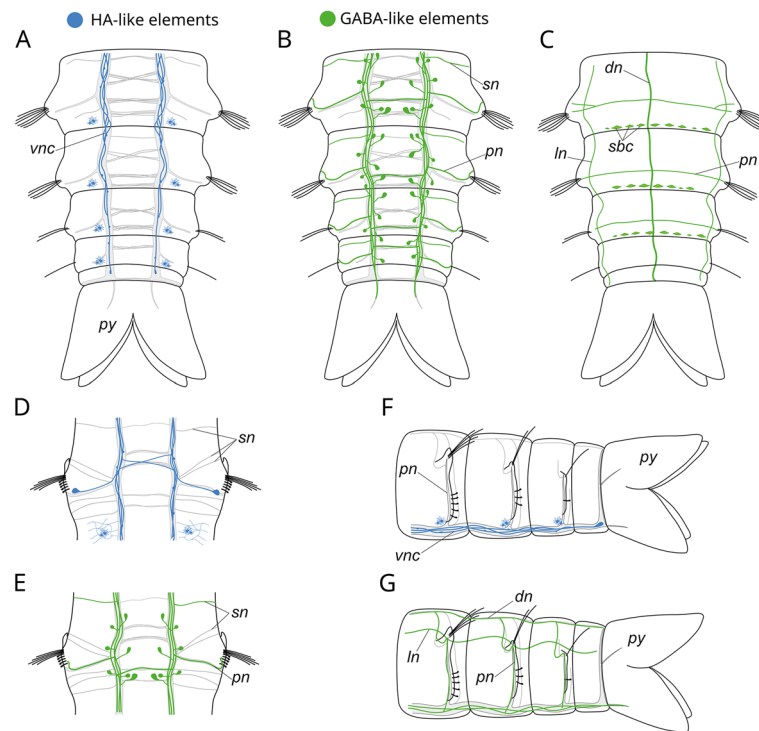 HA-like elements
GABA-like elements
A
B
C
vnc
py
sn
pn
dn
sbc
ln
pn
D
sn
F
pn
py
vnc
E
sn
pn
G
dn
ln
pn
py